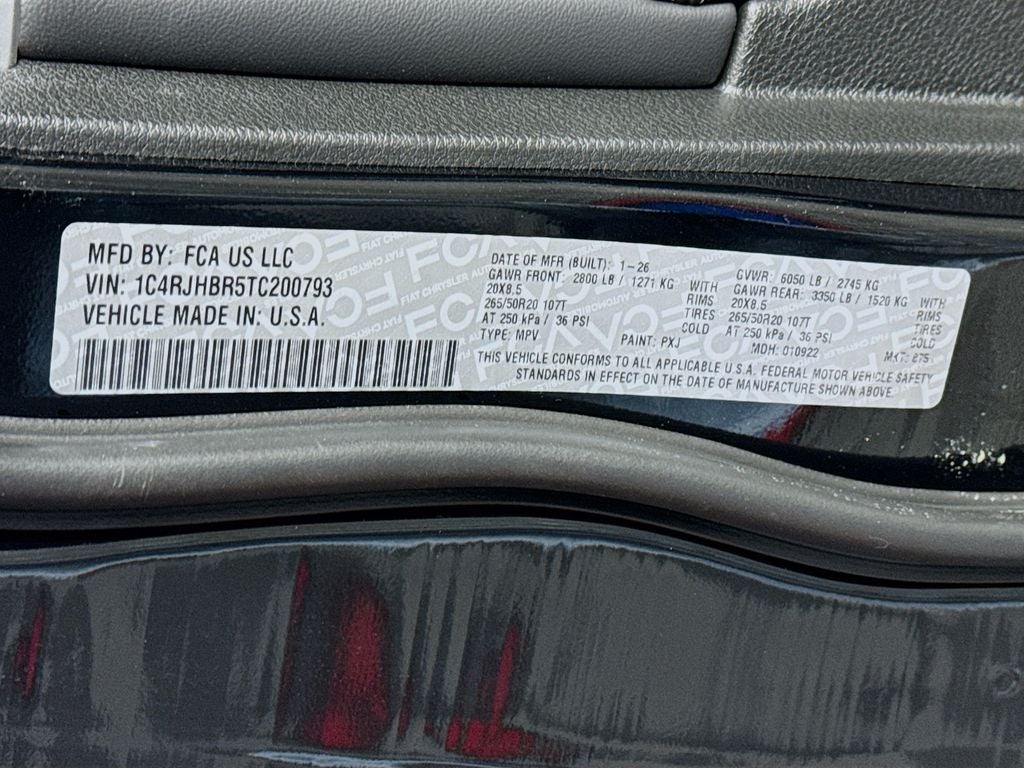 MFD BY: FCA US LLC
VIN: 1C4RJHBR5TC200793
VEHICLE MADE IN: U.S.A.
DATE OF MFR (BUILT): 1-26
GAWR FRONT: 2800 LB / 1271 KG WITH
20X8.5 RIMS
265/50R20 107T TIRES
AT 250 kPa / 36 PSI COLD
TYPE: MPV PAINT: PXJ
GVWR: 6050 LB / 2745 KG
GAWR REAR: 3350 LB / 1520 KG WITH
20X8.5 RIMS
265/50R20 107T TIRES
AT 250 kPa / 36 PSI COLD
MDH: 010922
THIS VEHICLE CONFORMS TO ALL APPLICABLE U.S.A. FEDERAL MOTOR VEHICLE SAFETY
STANDARDS IN EFFECT ON THE DATE OF MANUFACTURE SHOWN ABOVE.